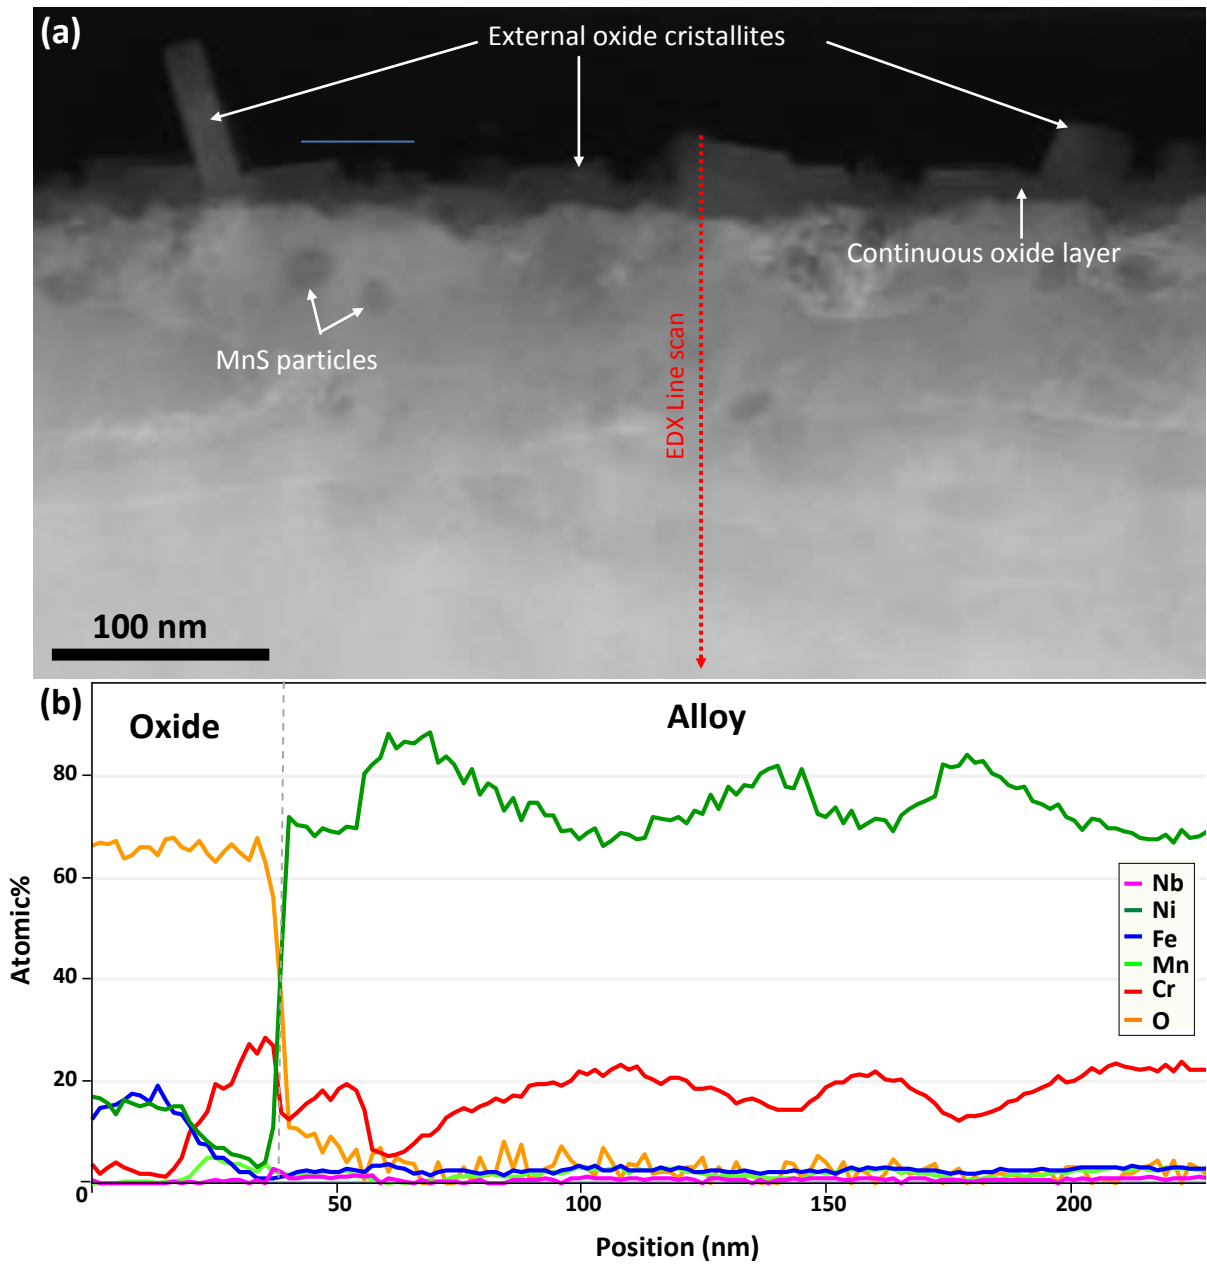 (a)
External oxide cristallites
Continuous oxide layer
MnS particles
EDX Line scan
100 nm
(b)
Oxide
Alloy
80
60
40
20
0
Atomic%
Nb
Ni
Fe
Mn
Cr
O
0
50
100
150
200
Position (nm)